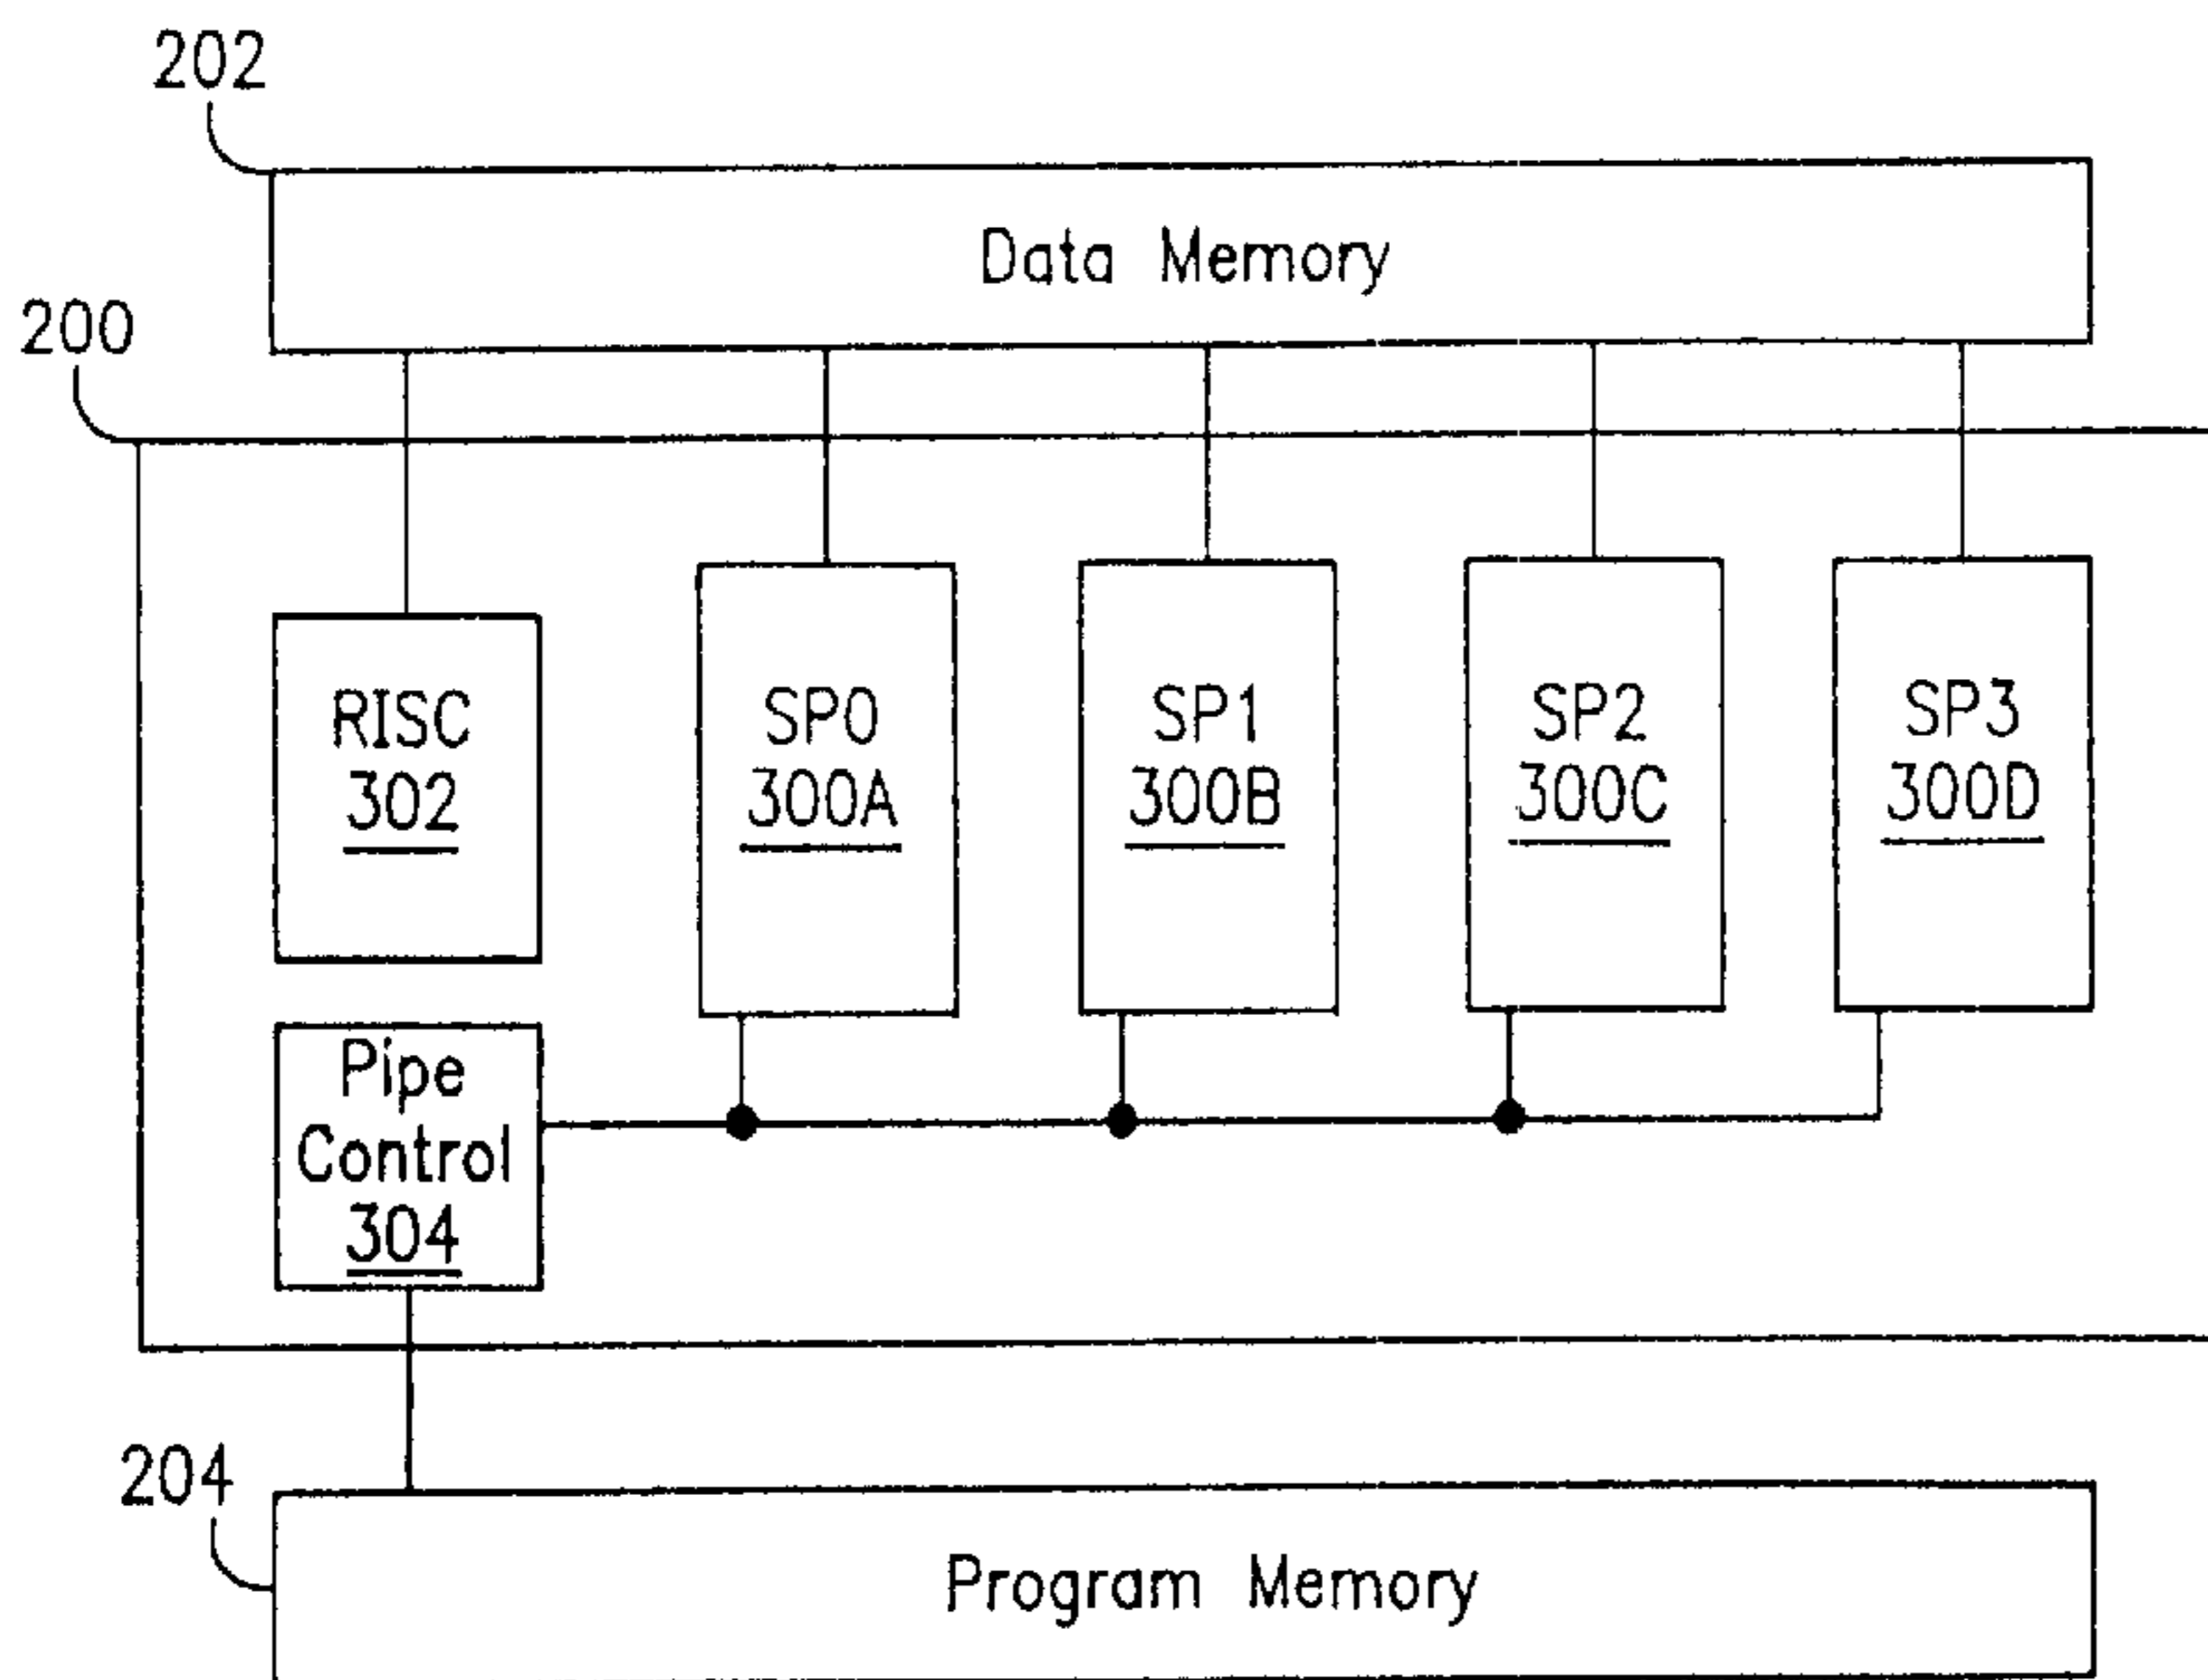 202
Data Memory
200
RISC
302
SP0
300A
SP1
300B
SP2
300C
SP3
300D
Pipe
Control
304
204
Program Memory